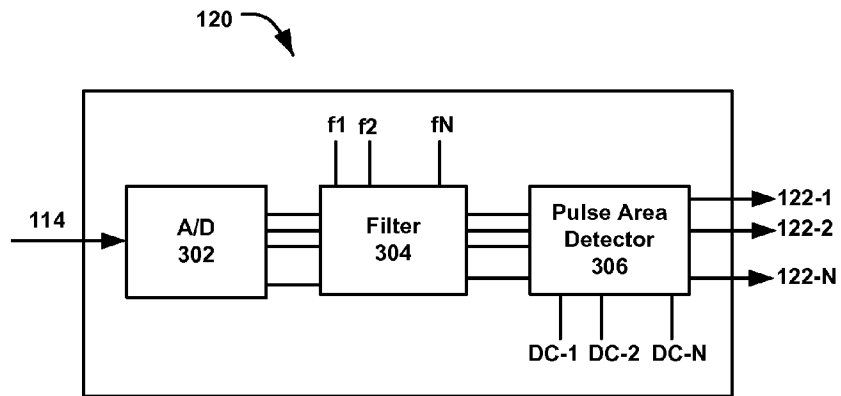 120
f1 f2 fN
114
A/D
302
Filter
304
Pulse Area
Detector
306
122-1
122-2
122-N
DC-1 DC-2 DC-N